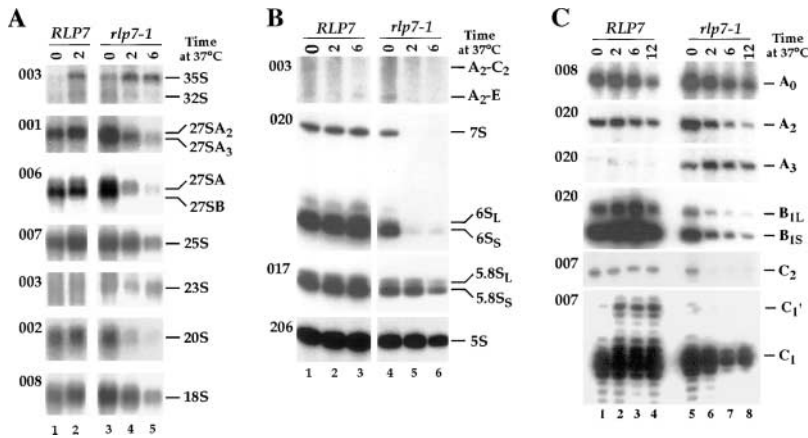 A
RLP7 rlp7-1 Time
at 37°C
0 2 0 2 6
003
35S
32S
001
27SA2
27SA3
006
27SA
27SB
007
25S
003
23S
002
20S
008
18S
1 2 3 4 5
B
RLP7 rlp7-1 Time
at 37°C
0 2 6 0 2 6
003
A2-C2
A2-E
020
7S
6SL
6SS
017
5.8SL
5.8SS
206
5S
1 2 3 4 5 6
C
RLP7 rlp7-1 Time
at 37°C
0 2 6 12 0 2 6 12
008
A0
020
A2
020
A3
020
B1L
B1S
007
C2
007
C1'
C1
1 2 3 4 5 6 7 8